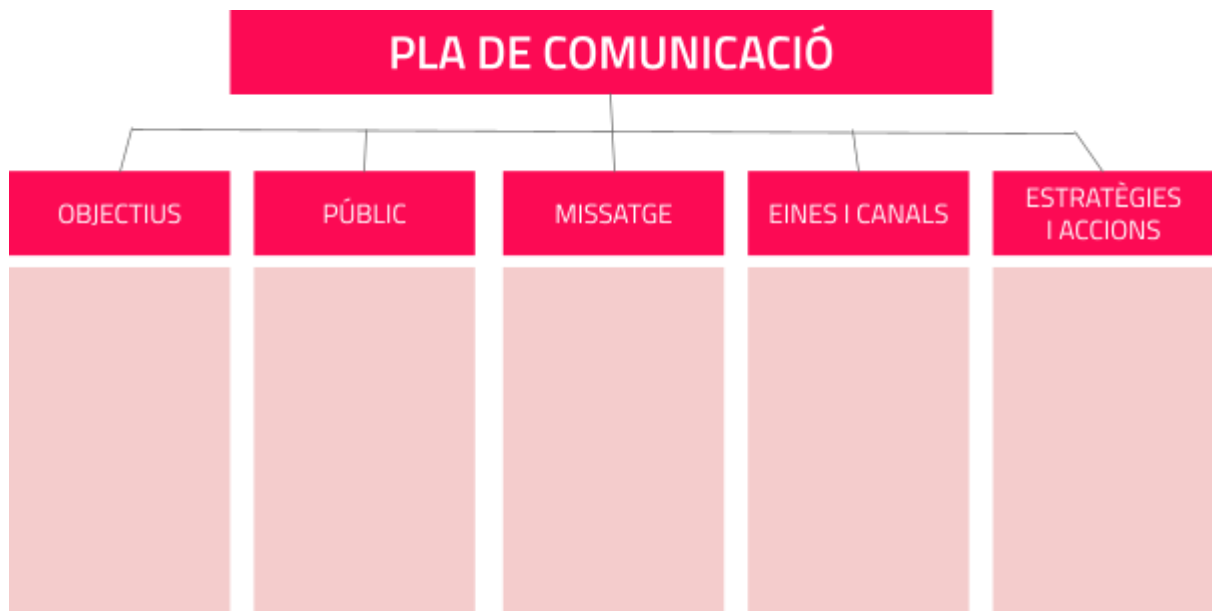 PLA DE COMUNICACIÓ
OBJECTIUS
PÚBLIC
MISSATGE
EINES I CANALS
ESTRATÈGIES
I ACCIONS